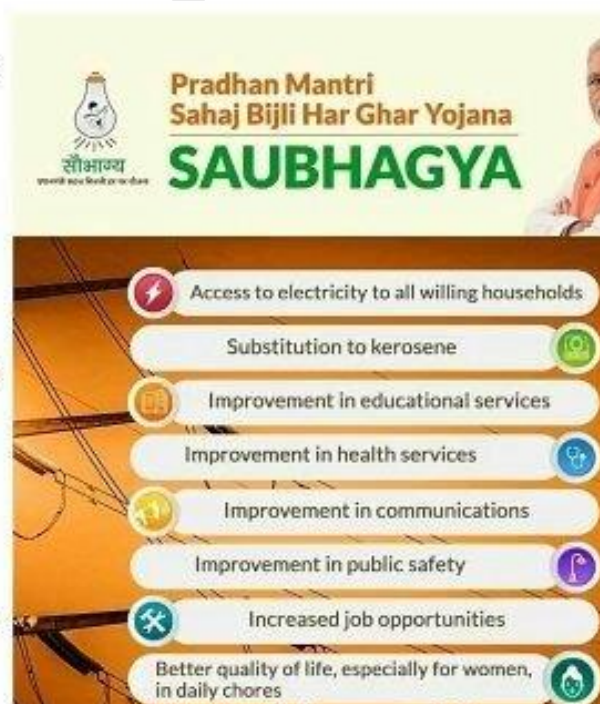 Pradhan Mantri
Sahaj Bijli Har Ghar Yojana
SAUBHAGYA
सौभाग्य
Access to electricity to all willing households
Substitution to kerosene
Improvement in educational services
Improvement in health services
Improvement in communications
Improvement in public safety
Increased job opportunities
Better quality of life, especially for women,
in daily chores